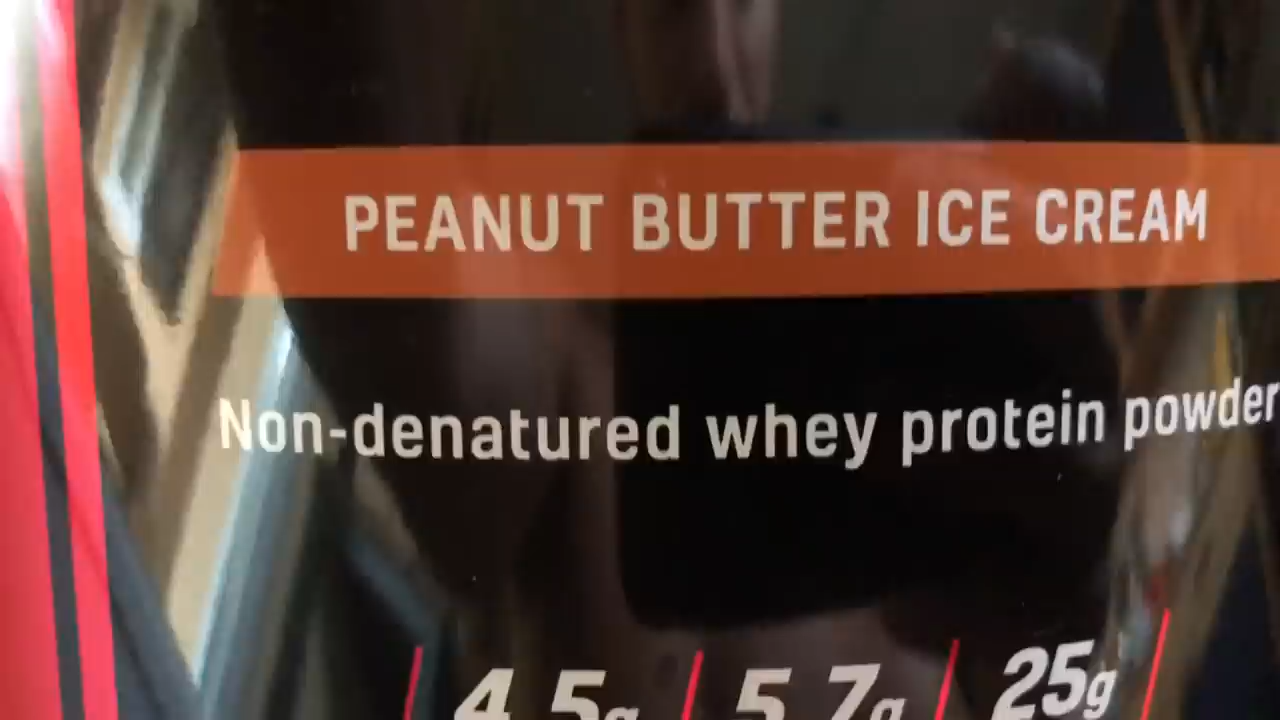 PEANUT BUTTER ICE CREAM
Non-denatured whey protein powder
4.5g 5.7g 25g